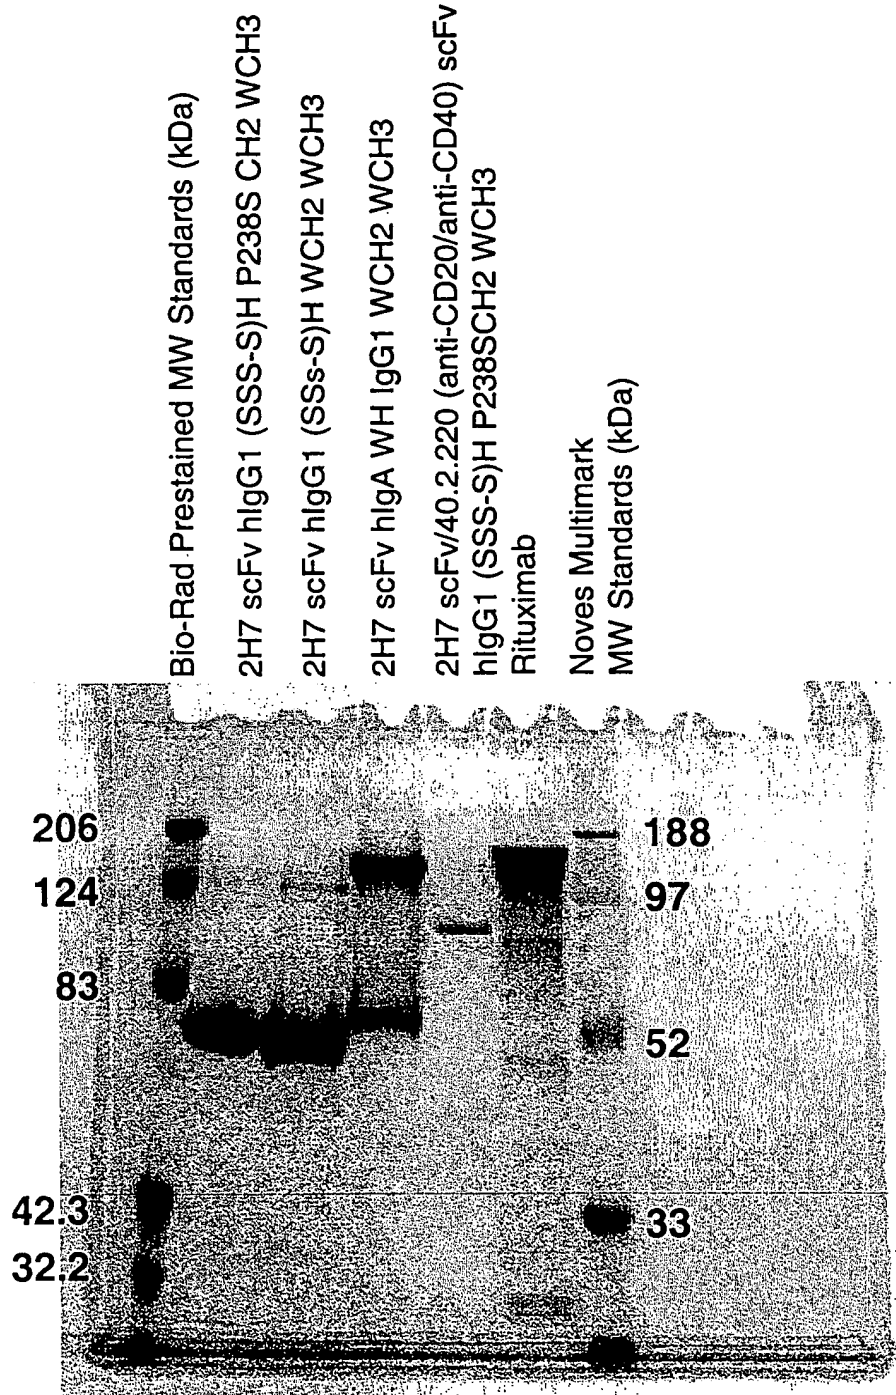 Bio-Rad Prestained MW Standards (kDa)
2H7 scFv hIgG1 (SSS-S)H P238S CH2 WCH3
2H7 scFv hIgG1 (SSs-S)H WCH2 WCH3
2H7 scFv hIgA WH IgG1 WCH2 WCH3
2H7 scFv/40.2.220 (anti-CD20/anti-CD40) scFv
hIgG1 (SSS-S)H P238SCH2 WCH3
Rituximab
Noves Multimark
MW Standards (kDa)
206
124
83
42.3
32.2
188
97
52
33